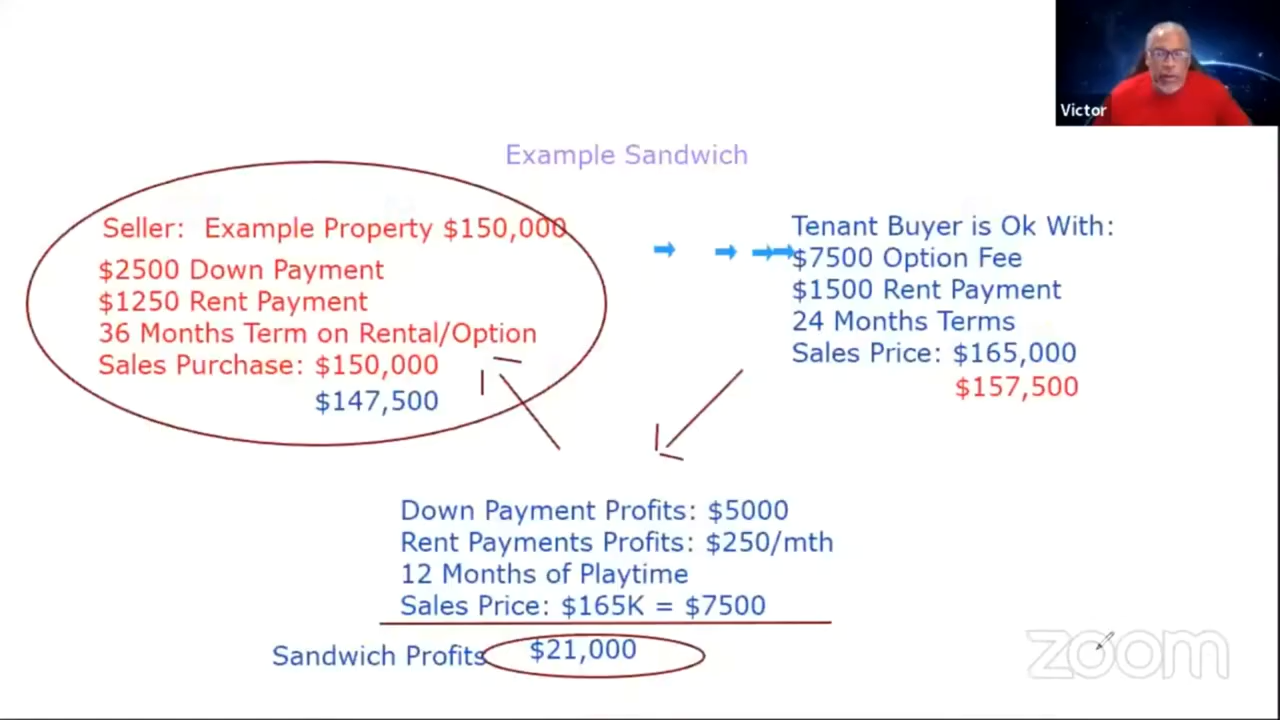 Victor
Example Sandwich
Seller: Example Property $150,000
$2500 Down Payment
$1250 Rent Payment
36 Months Term on Rental/Option
Sales Purchase: $150,000
$147,500
Tenant Buyer is Ok With:
$7500 Option Fee
$1500 Rent Payment
24 Months Terms
Sales Price: $165,000
$157,500
Down Payment Profits: $5000
Rent Payments Profits: $250/mth
12 Months of Playtime
Sales Price: $165K = $7500
Sandwich Profits $21,000
zoom